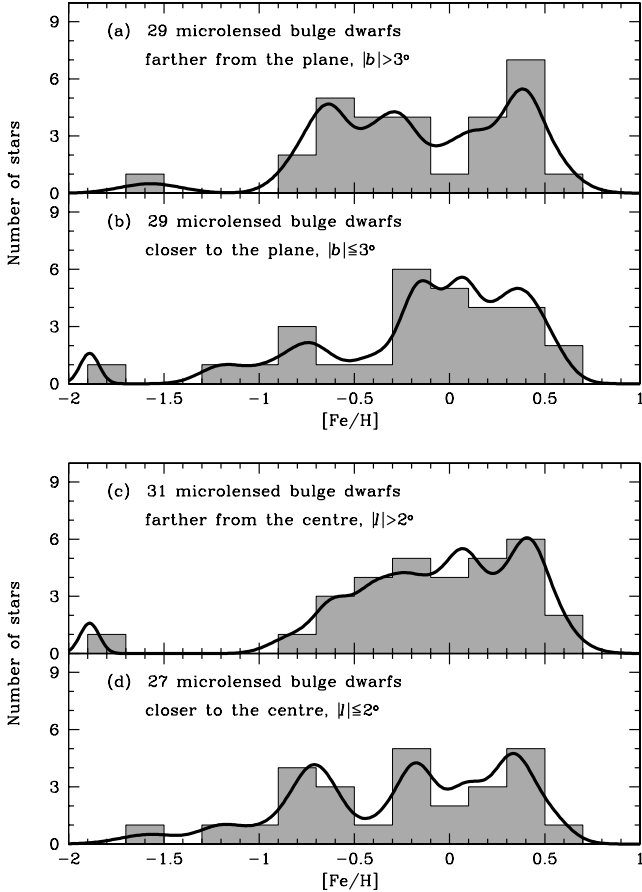 (a) 29 microlensed bulge dwarfs
farther from the plane, |b|>3°
9
6
3
0
(b) 29 microlensed bulge dwarfs
closer to the plane, |b|≦3°
9
6
3
0
Number of stars
-2 -1.5 -1 -0.5 0 0.5 1
[Fe/H]
(c) 31 microlensed bulge dwarfs
farther from the centre, |l|>2°
9
6
3
0
(d) 27 microlensed bulge dwarfs
closer to the centre, |l|≦2°
9
6
3
0
Number of stars
-2 -1.5 -1 -0.5 0 0.5 1
[Fe/H]